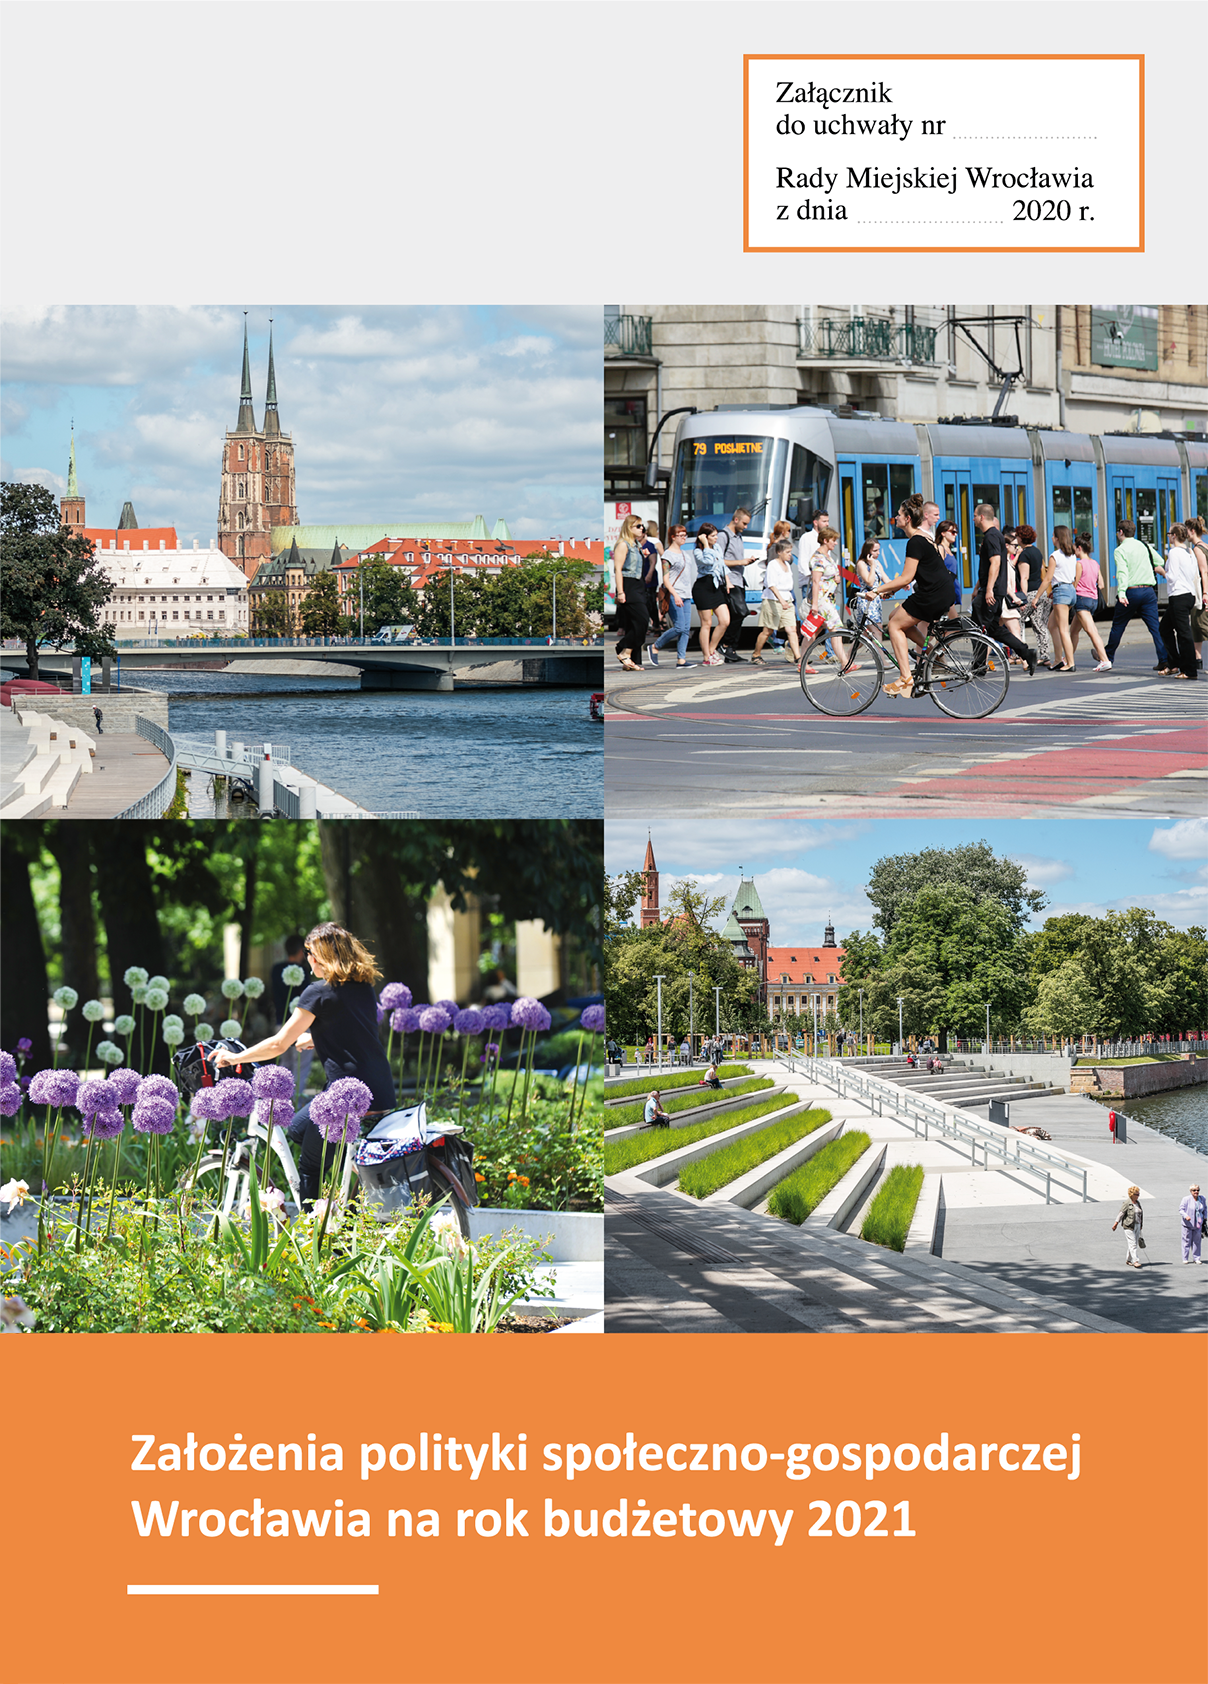 Załącznik
do uchwały nr
Rady Miejskiej Wrocławia
z dnia 2020 r.
79 POŚWIĘTNE
Założenia polityki społeczno-gospodarczej
Wrocławia na rok budżetowy 2021